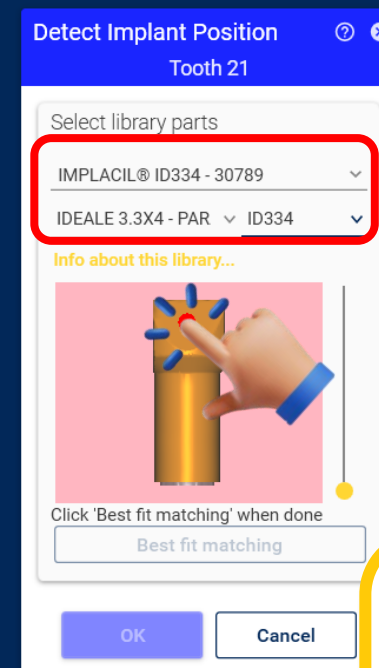 Detect Implant Position
Tooth 21
Select library parts
IMPLACIL® ID334 - 30789
IDEALE 3.3X4 - PAR ID334
Info about this library...
Click 'Best fit matching' when done
Best fit matching
OK Cancel